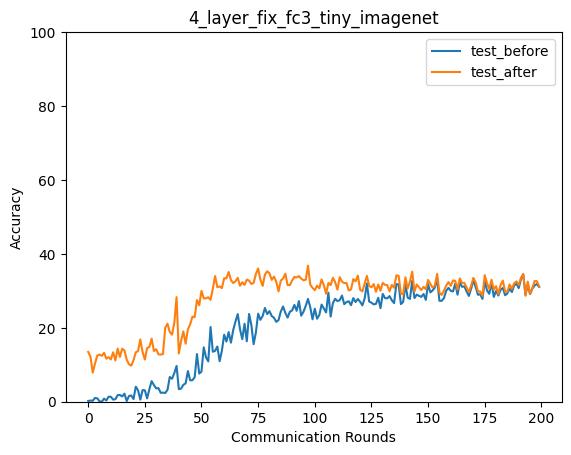 4_layer_fix_fc3_tiny_imagenet
test_before
test_after
100
80
60
40
20
0
Accuracy
0 25 50 75 100 125 150 175 200
Communication Rounds